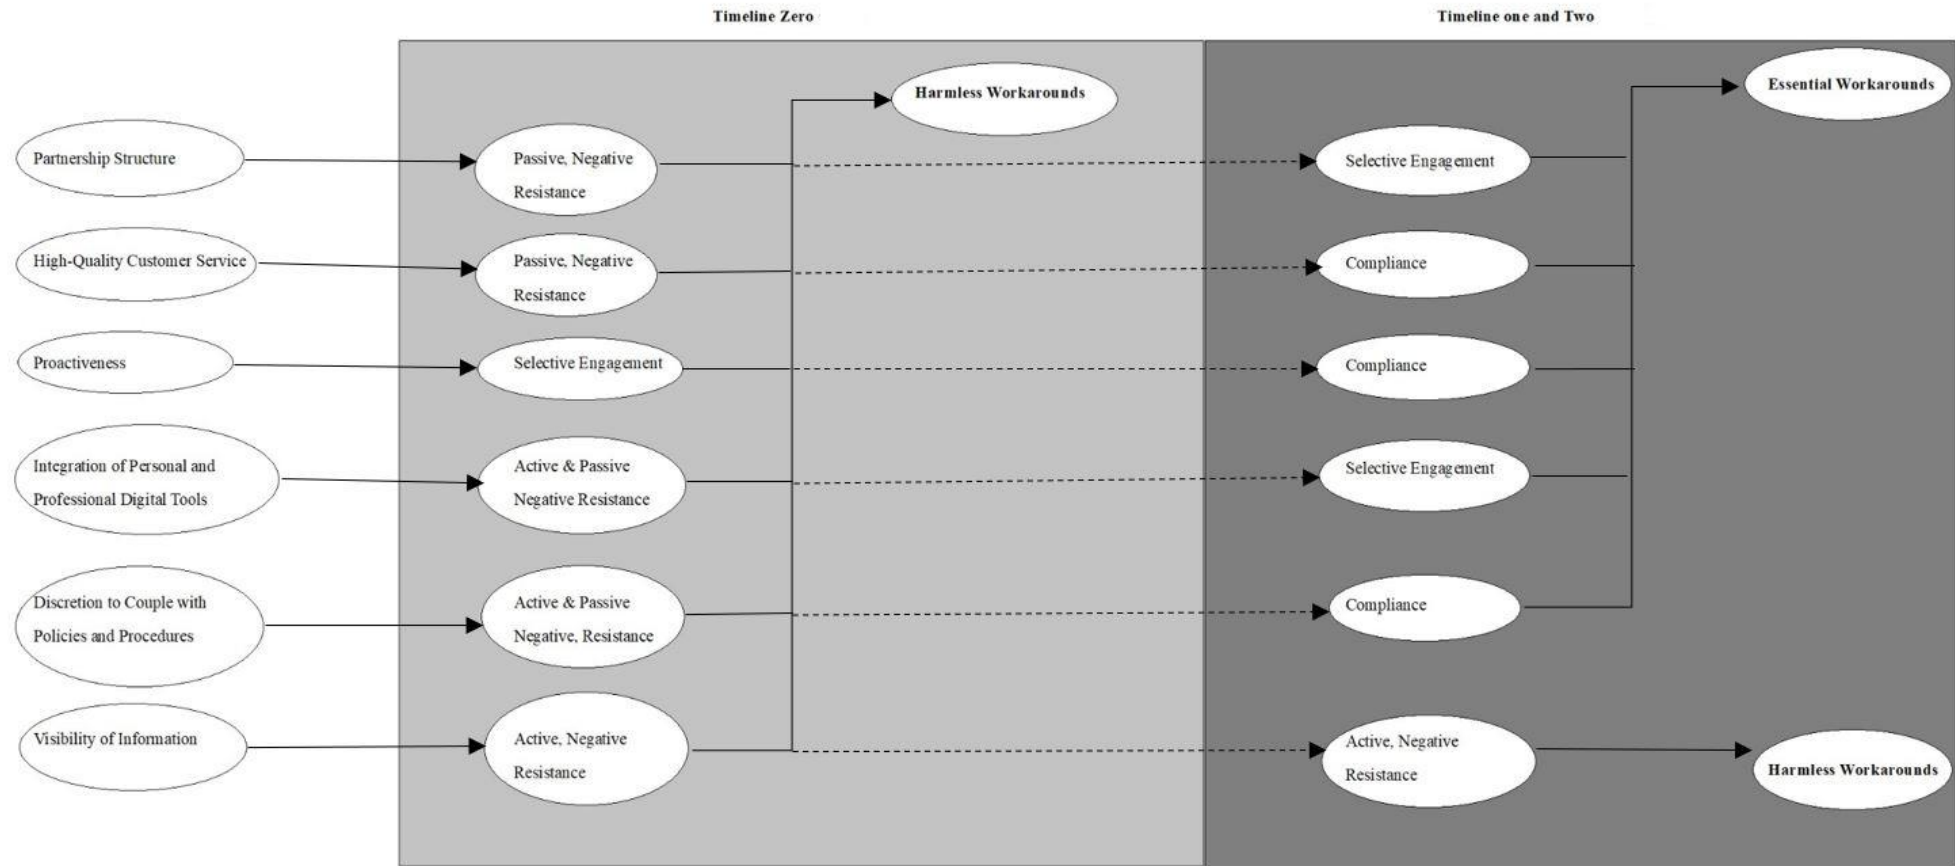 Timeline Zero
Timeline one and Two
Harmless Workarounds
Essential Workarounds
Partnership Structure
Passive, Negative
Resistance
Selective Engagement
High-Quality Customer Service
Passive, Negative
Resistance
Compliance
Proactiveness
Selective Engagement
Compliance
Integration of Personal and
Professional Digital Tools
Active & Passive
Negative Resistance
Selective Engagement
Discretion to Couple with
Policies and Procedures
Active & Passive
Negative, Resistance
Compliance
Visibility of Information
Active, Negative
Resistance
Active, Negative
Resistance
Harmless Workarounds